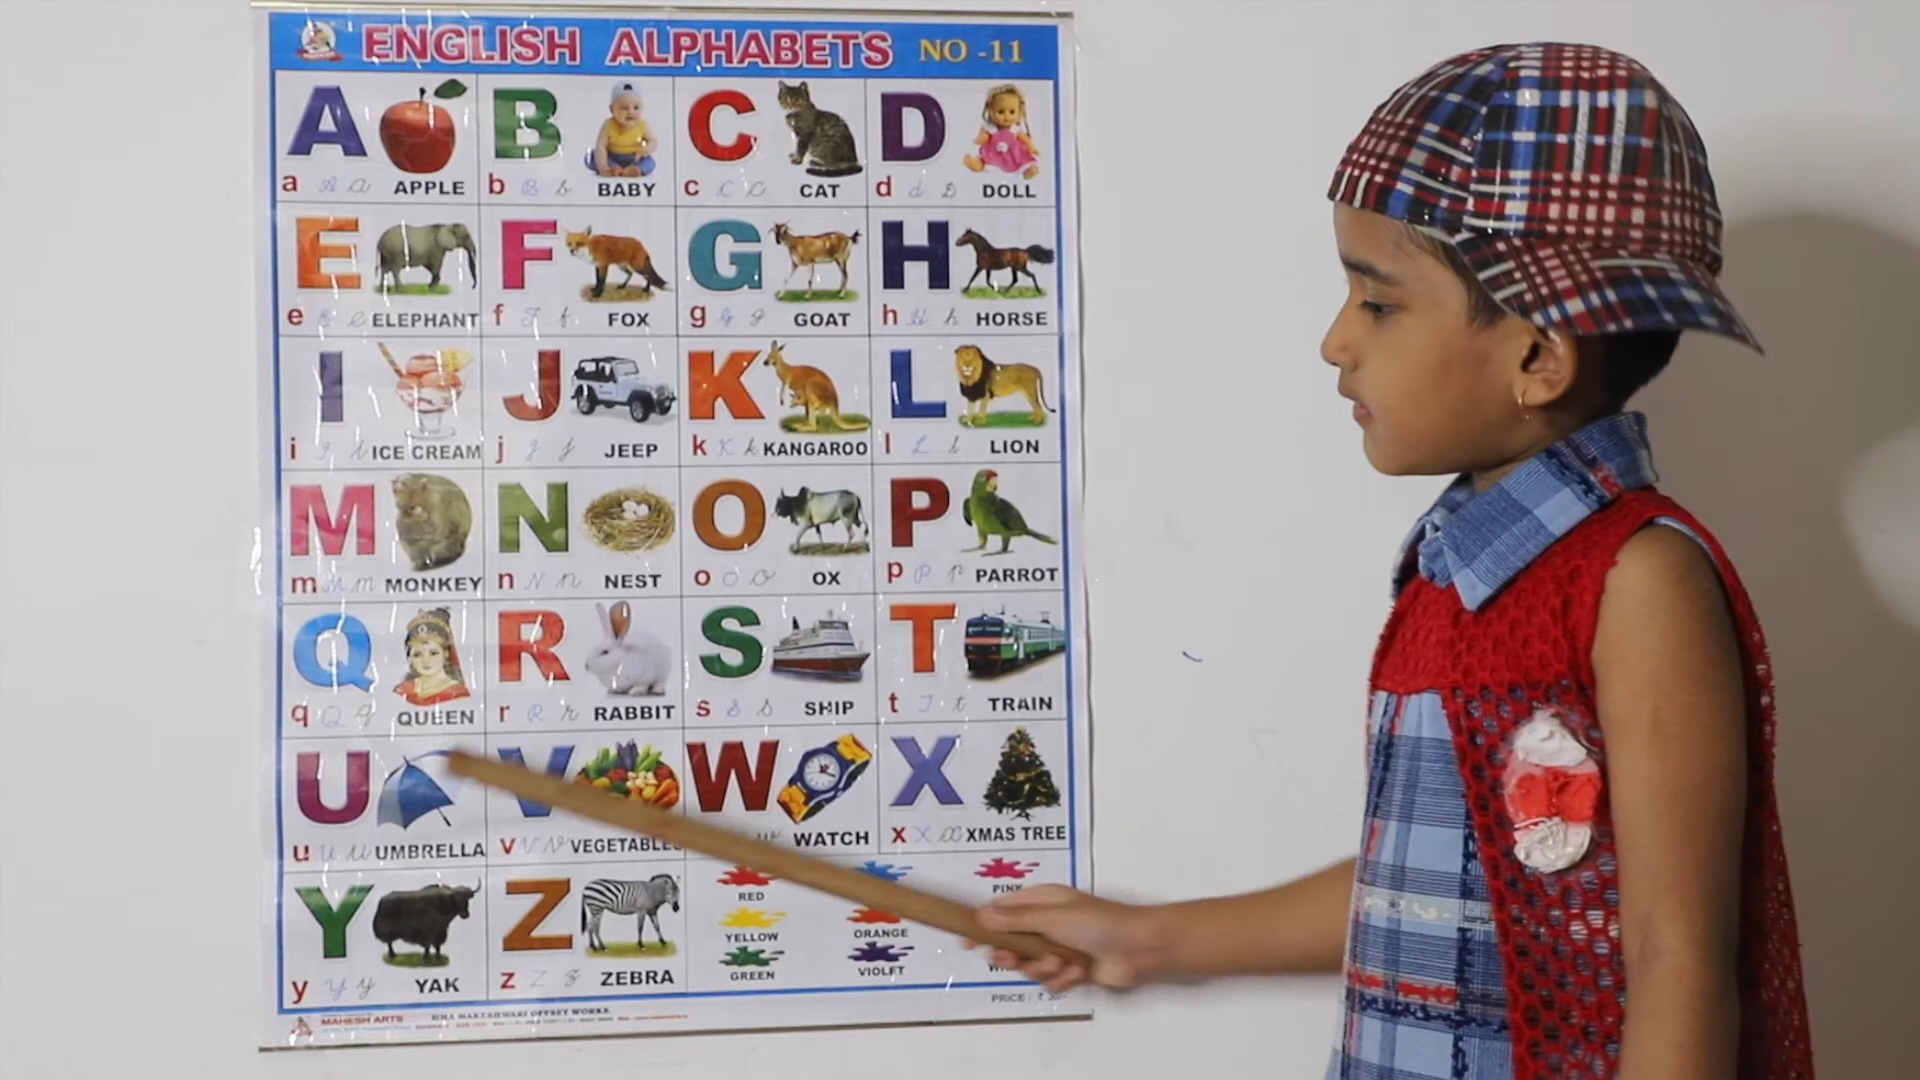 ENGLISH ALPHABETS NO -11
A B C D
a A a APPLE b B b BABY c C c CAT d d D DOLL
E F G H
e E e ELEPHANT f F f FOX g G g GOAT h H h HORSE
I J K L
i I i ICE CREAM j J j JEEP k K k KANGAROO l L l LION
M N O P
m M m MONKEY n N n NEST o O o OX p P p PARROT
Q R S T
q Q q QUEEN r R r RABBIT s S s SHIP t T t TRAIN
U V W X
u U u UMBRELLA v V v VEGETABLES w WATCH x X x XMAS TREE
Y Z
RED PINK
YELLOW ORANGE
GREEN VIOLET
y Y y YAK z Z z ZEBRA
PRICE : ₹
MAHESH ARTS